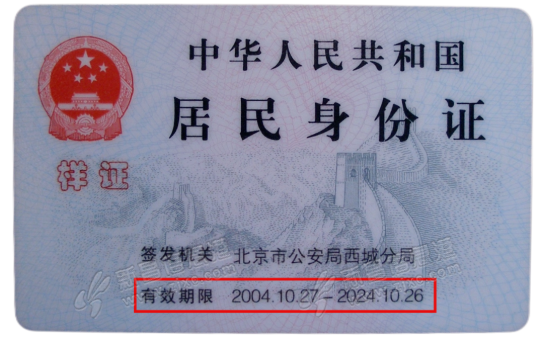 中华人民共和国
居民身份证
样证
签发机关 北京市公安局西城分局
有效期限 2004.10.27－2024.10.26